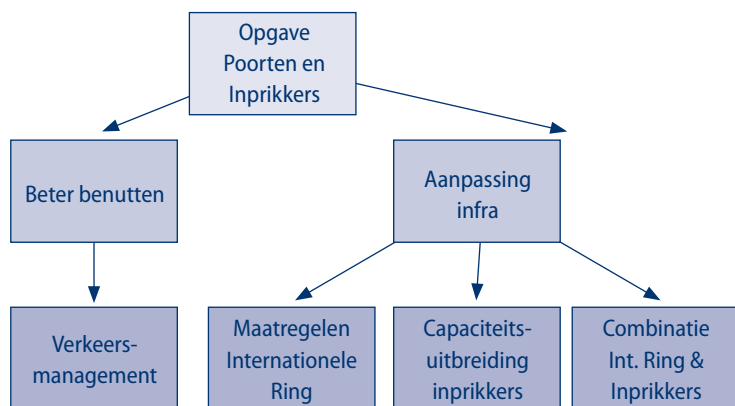 Opgave
Poorten en
Inprikkers
Beter benutten
Aanpassing
infra
Verkeers-
management
Maatregelen
Internationele
Ring
Capaciteits-
uitbreiding
inprikkers
Combinatie
Int. Ring &
Inprikkers